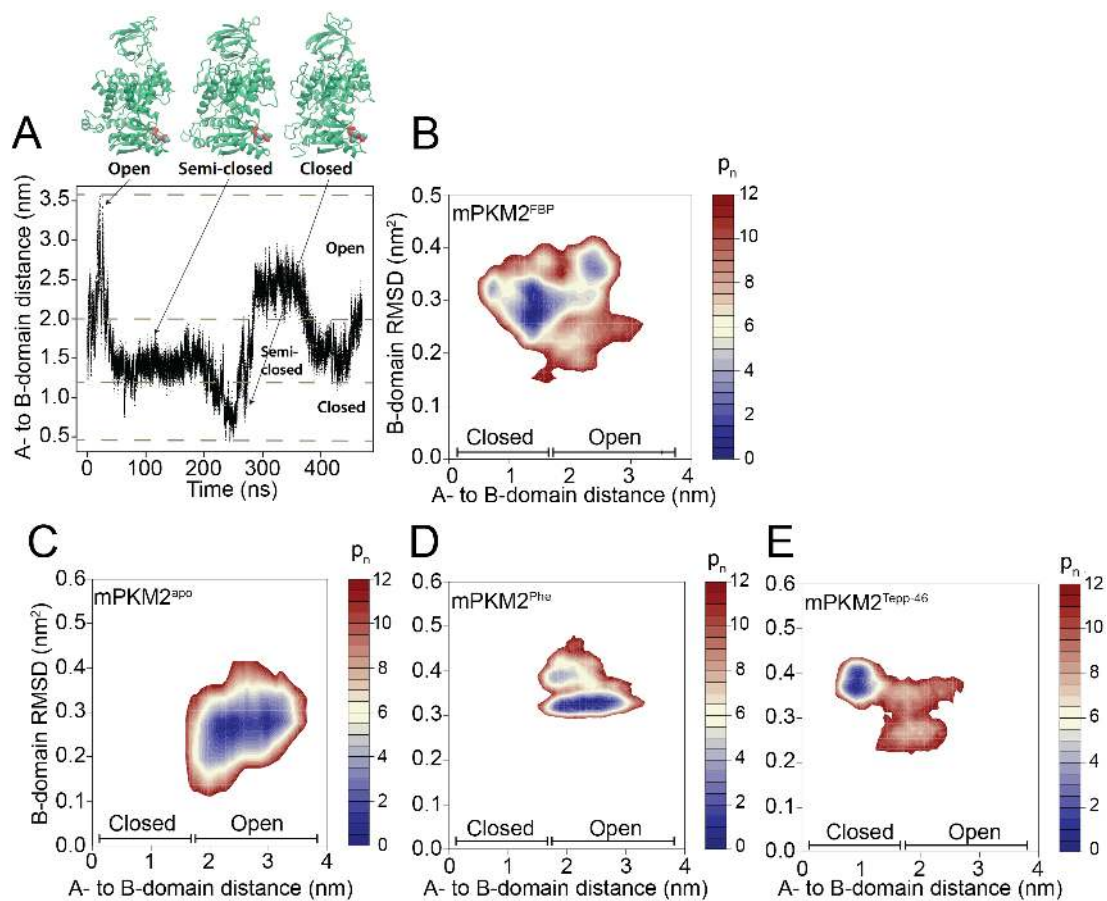 A
Open
Semi-closed
Closed
A- to B-domain distance (nm)
3.5
3.0
2.5
2.0
1.5
1.0
0.5
Open
Semi-
closed
Closed
0
100
200
300
400
Time (ns)
B
pₙ
mPKM2ᶠᴮᴾ
B-domain RMSD (nm²)
0.5
0.4
0.3
0.2
0.1
0.0
Closed
Open
0
1
2
3
4
A- to B-domain distance (nm)
12
10
8
6
4
2
0
C
pₙ
mPKM2ᵃᵖᵒ
B-domain RMSD (nm²)
0.6
0.5
0.4
0.3
0.2
0.1
0
Closed
Open
0
1
2
3
4
A- to B-domain distance (nm)
12
10
8
6
4
2
0
D
pₙ
mPKM2ᴾʰᵉ
0.6
0.5
0.4
0.3
0.2
0.1
0
Closed
Open
0
1
2
3
4
A- to B-domain distance (nm)
12
10
8
6
4
2
0
E
pₙ
mPKM2ᵀᵉᵖᵖ⁻⁴⁶
0.6
0.5
0.4
0.3
0.2
0.1
0
Closed
Open
0
1
2
3
4
A- to B-domain distance (nm)
12
10
8
6
4
2
0